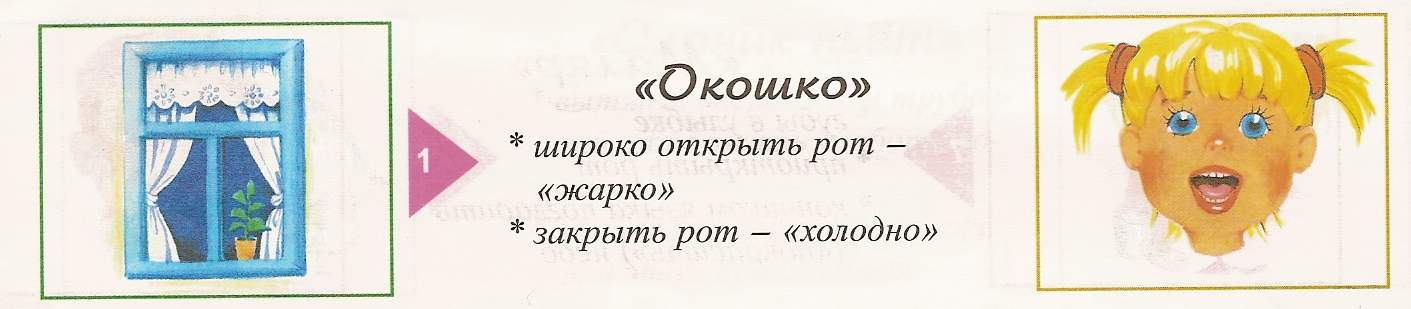 1
«Окошко»
* широко открыть рот –
«жарко»
* закрыть рот – «холодно»